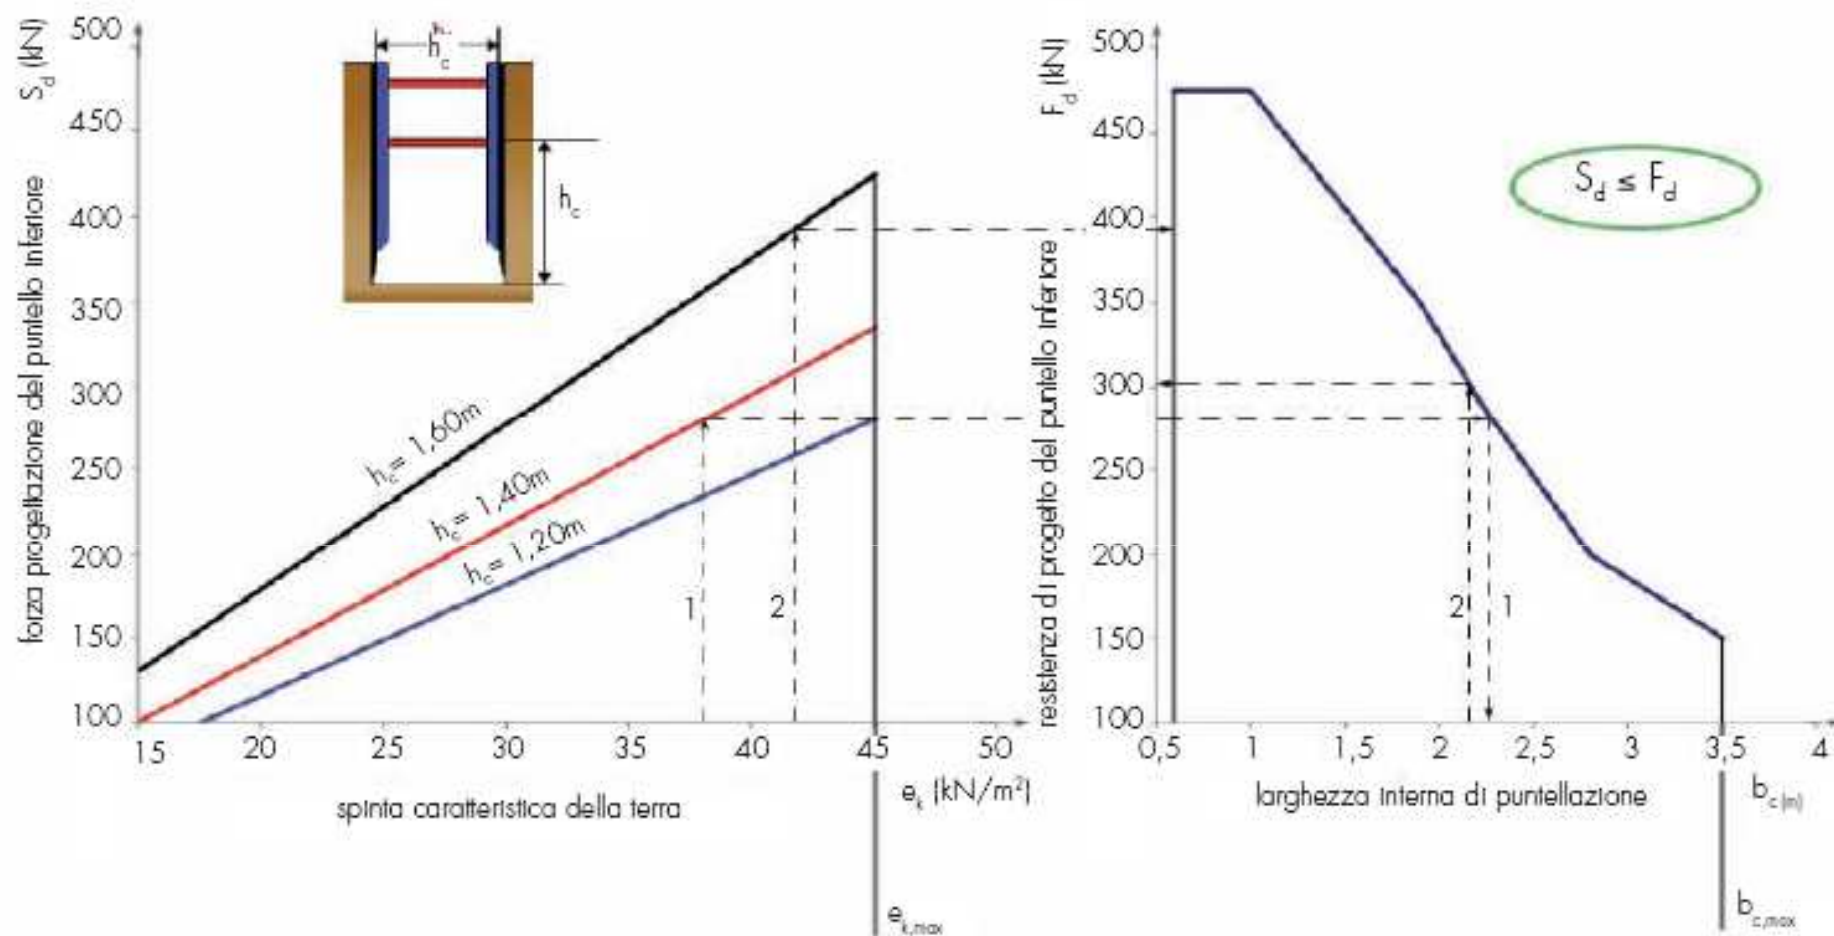 S_d (kN)
forza progettazione del puntello inferiore
500
450
400
350
300
250
200
150
100
h_c
h_c
h_c= 1,60m
h_c= 1,40m
h_c= 1,20m
1
2
15 20 25 30 35 40 45 50
spinta caratteristica della terra
e_k (kN/m²)
e_k,max
F_d (kN)
resistenza di progeto del puntello inferiore
500
450
400
350
300
250
200
150
100
S_d ≤ F_d
2
1
0,5 1 1,5 2 2,5 3 3,5 4
larghezza interna di puntellazione
b_c (m)
b_c,max